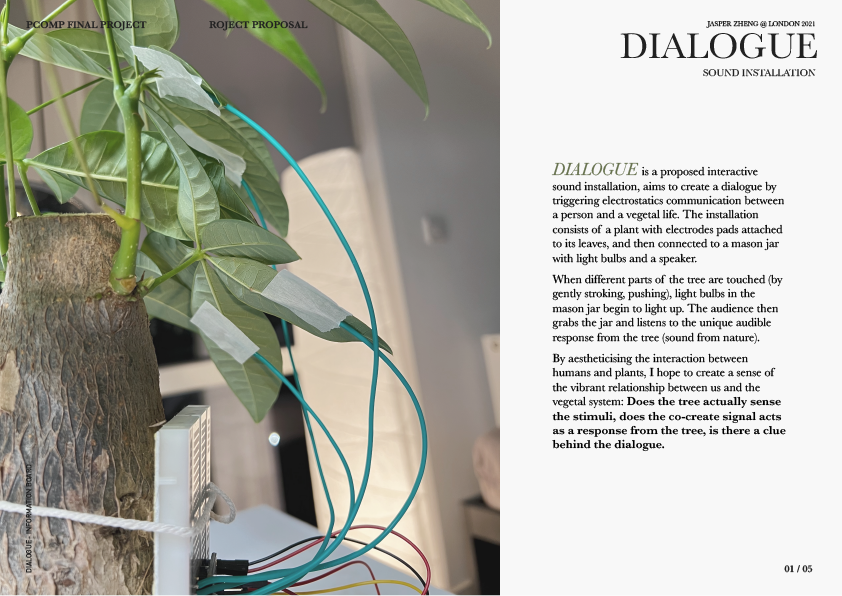 PCOMP FINAL PROJECT
ROJECT PROPOSAL
DIALOGUE - INFORMATION BOARD
JASPER ZHENG @ LONDON 2021
DIALOGUE
SOUND INSTALLATION
DIALOGUE is a proposed interactive
sound installation, aims to create a dialogue by
triggering electrostatics communication between
a person and a vegetal life. The installation
consists of a plant with electrodes pads attached
to its leaves, and then connected to a mason jar
with light bulbs and a speaker.
When different parts of the tree are touched (by
gently stroking, pushing), light bulbs in the
mason jar begin to light up. The audience then
grabs the jar and listens to the unique audible
response from the tree (sound from nature).
By aestheticising the interaction between
humans and plants, I hope to create a sense of
the vibrant relationship between us and the
vegetal system: Does the tree actually sense
the stimuli, does the co-create signal acts
as a response from the tree, is there a clue
behind the dialogue.
01 / 05